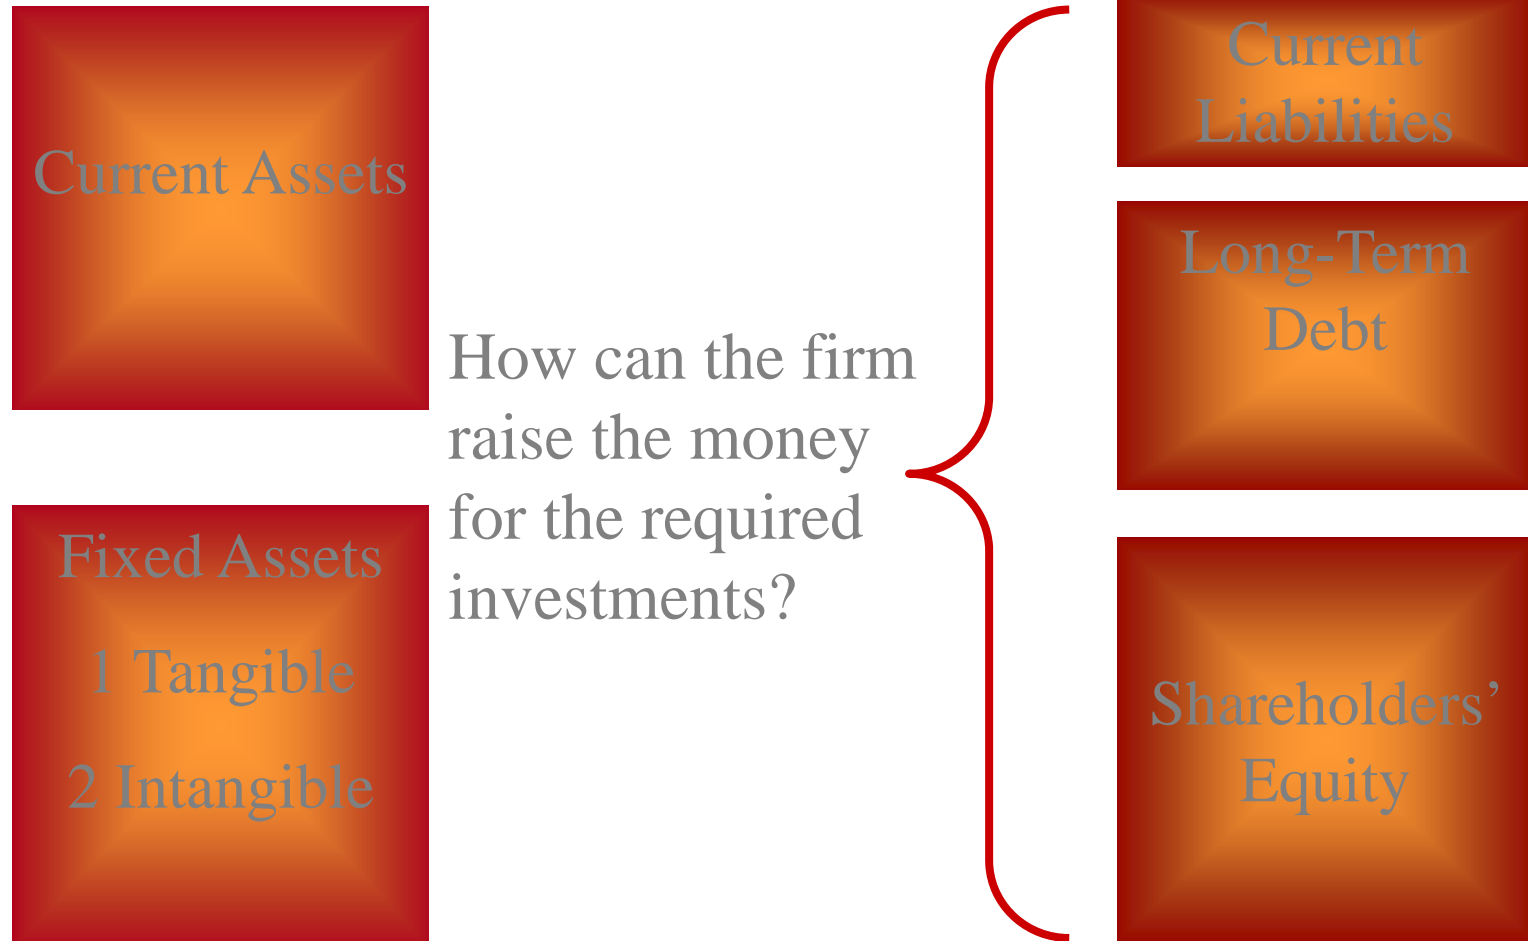 Current Assets
Fixed Assets
1 Tangible
2 Intangible
How can the firm
raise the money
for the required
investments?
Current
Liabilities
Long-Term
Debt
Shareholders’
Equity